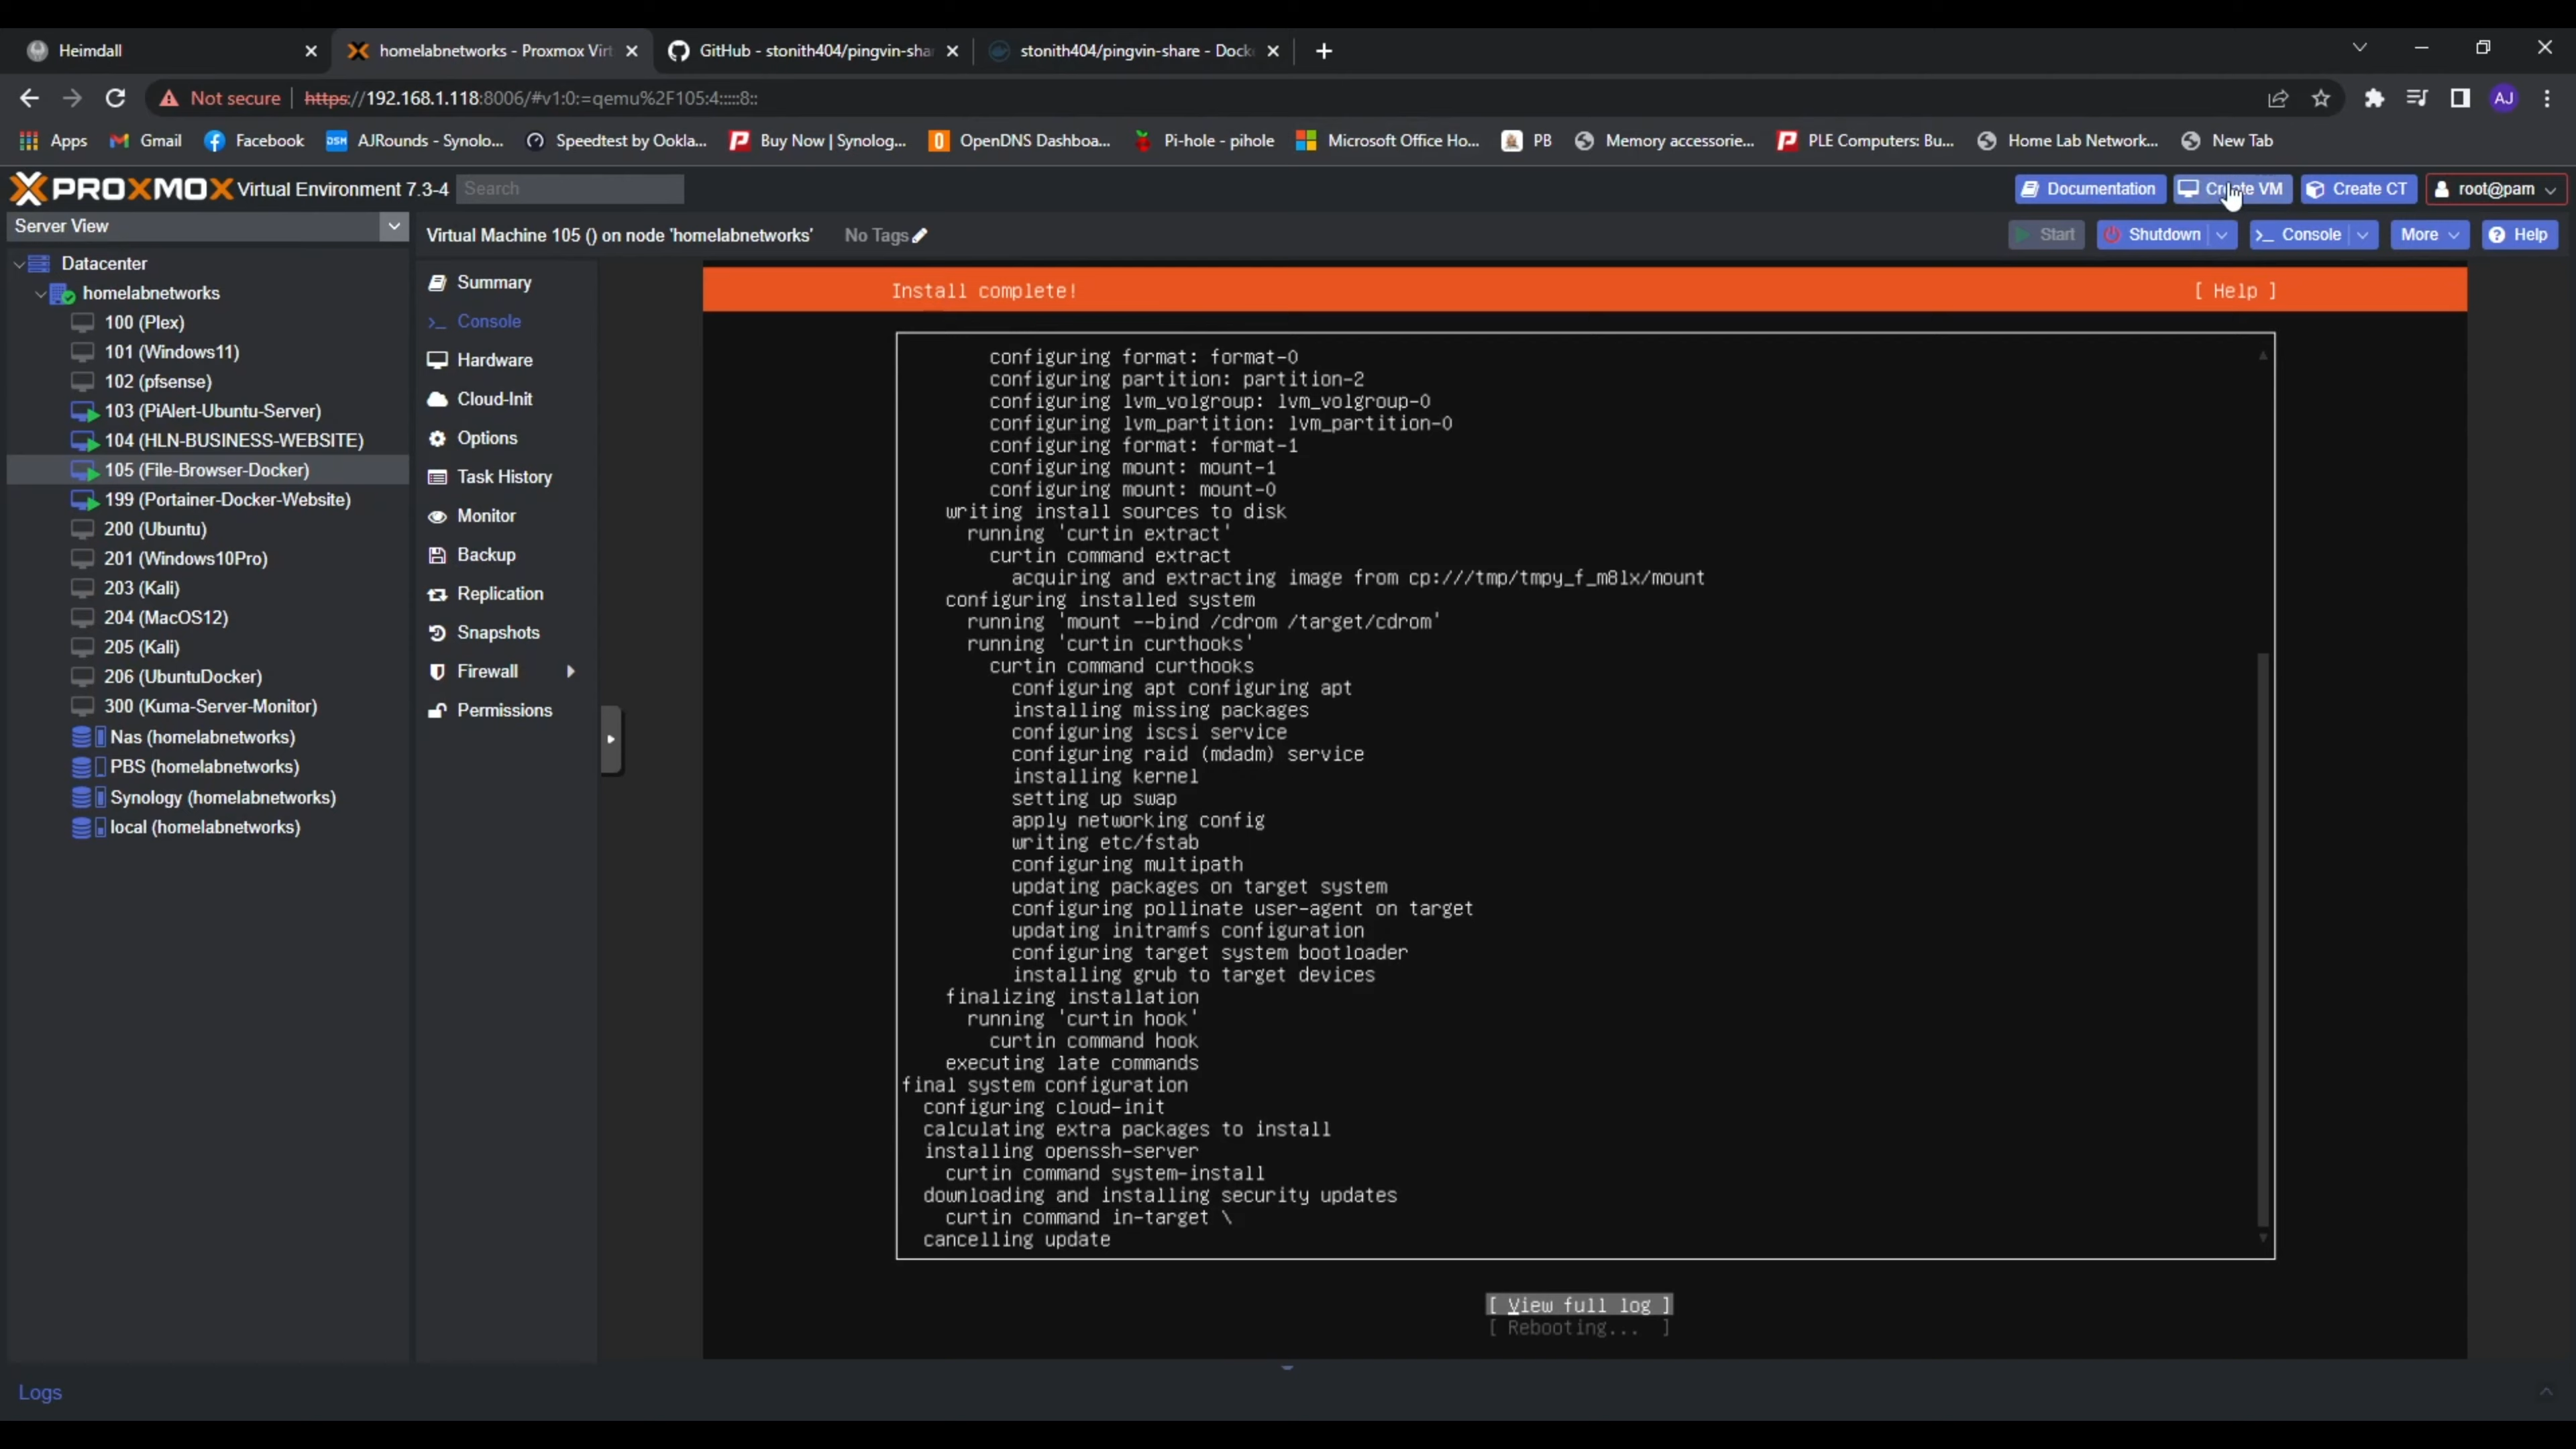 Heimdall
homelabnetworks - Proxmox Virt
GitHub - stonith404/pingvin-shar
stonith404/pingvin-share - Docke
Not secure
https://192.168.1.118:8006/#v1:0:=qemu%2F105:4:::::8::
AJ
Apps
Gmail
Facebook
DSM AJRounds - Synolo...
Speedtest by Ookla...
Buy Now | Synolog...
OpenDNS Dashboa...
Pi-hole - pihole
Microsoft Office Ho...
PB
Memory accessorie...
PLE Computers: Bu...
Home Lab Network...
New Tab
PROXMOX Virtual Environment 7.3-4
Search
Documentation
Create VM
Create CT
root@pam
Server View
Virtual Machine 105 () on node 'homelabnetworks'
No Tags
Start
Shutdown
>_ Console
More
Help
Datacenter
homelabnetworks
100 (Plex)
101 (Windows11)
102 (pfsense)
103 (PiAlert-Ubuntu-Server)
104 (HLN-BUSINESS-WEBSITE)
105 (File-Browser-Docker)
199 (Portainer-Docker-Website)
200 (Ubuntu)
201 (Windows10Pro)
203 (Kali)
204 (MacOS12)
205 (Kali)
206 (UbuntuDocker)
300 (Kuma-Server-Monitor)
Nas (homelabnetworks)
PBS (homelabnetworks)
Synology (homelabnetworks)
local (homelabnetworks)
Summary
>_ Console
Hardware
Cloud-Init
Options
Task History
Monitor
Backup
Replication
Snapshots
Firewall
Permissions
Install complete!
[ Help ]
configuring format: format-0
configuring partition: partition-2
configuring lvm_volgroup: lvm_volgroup-0
configuring lvm_partition: lvm_partition-0
configuring format: format-1
configuring mount: mount-1
configuring mount: mount-0
writing install sources to disk
running 'curtin extract'
curtin command extract
acquiring and extracting image from cp:///tmp/tmpy_f_m8lx/mount
configuring installed system
running 'mount --bind /cdrom /target/cdrom'
running 'curtin curthooks'
curtin command curthooks
configuring apt configuring apt
installing missing packages
configuring iscsi service
configuring raid (mdadm) service
installing kernel
setting up swap
apply networking config
writing etc/fstab
configuring multipath
updating packages on target system
configuring pollinate user-agent on target
updating initramfs configuration
configuring target system bootloader
installing grub to target devices
finalizing installation
running 'curtin hook'
curtin command hook
executing late commands
final system configuration
configuring cloud-init
calculating extra packages to install
installing openssh-server
curtin command system-install
downloading and installing security updates
curtin command in-target \
cancelling update
[ View full log ]
[ Rebooting... ]
Logs